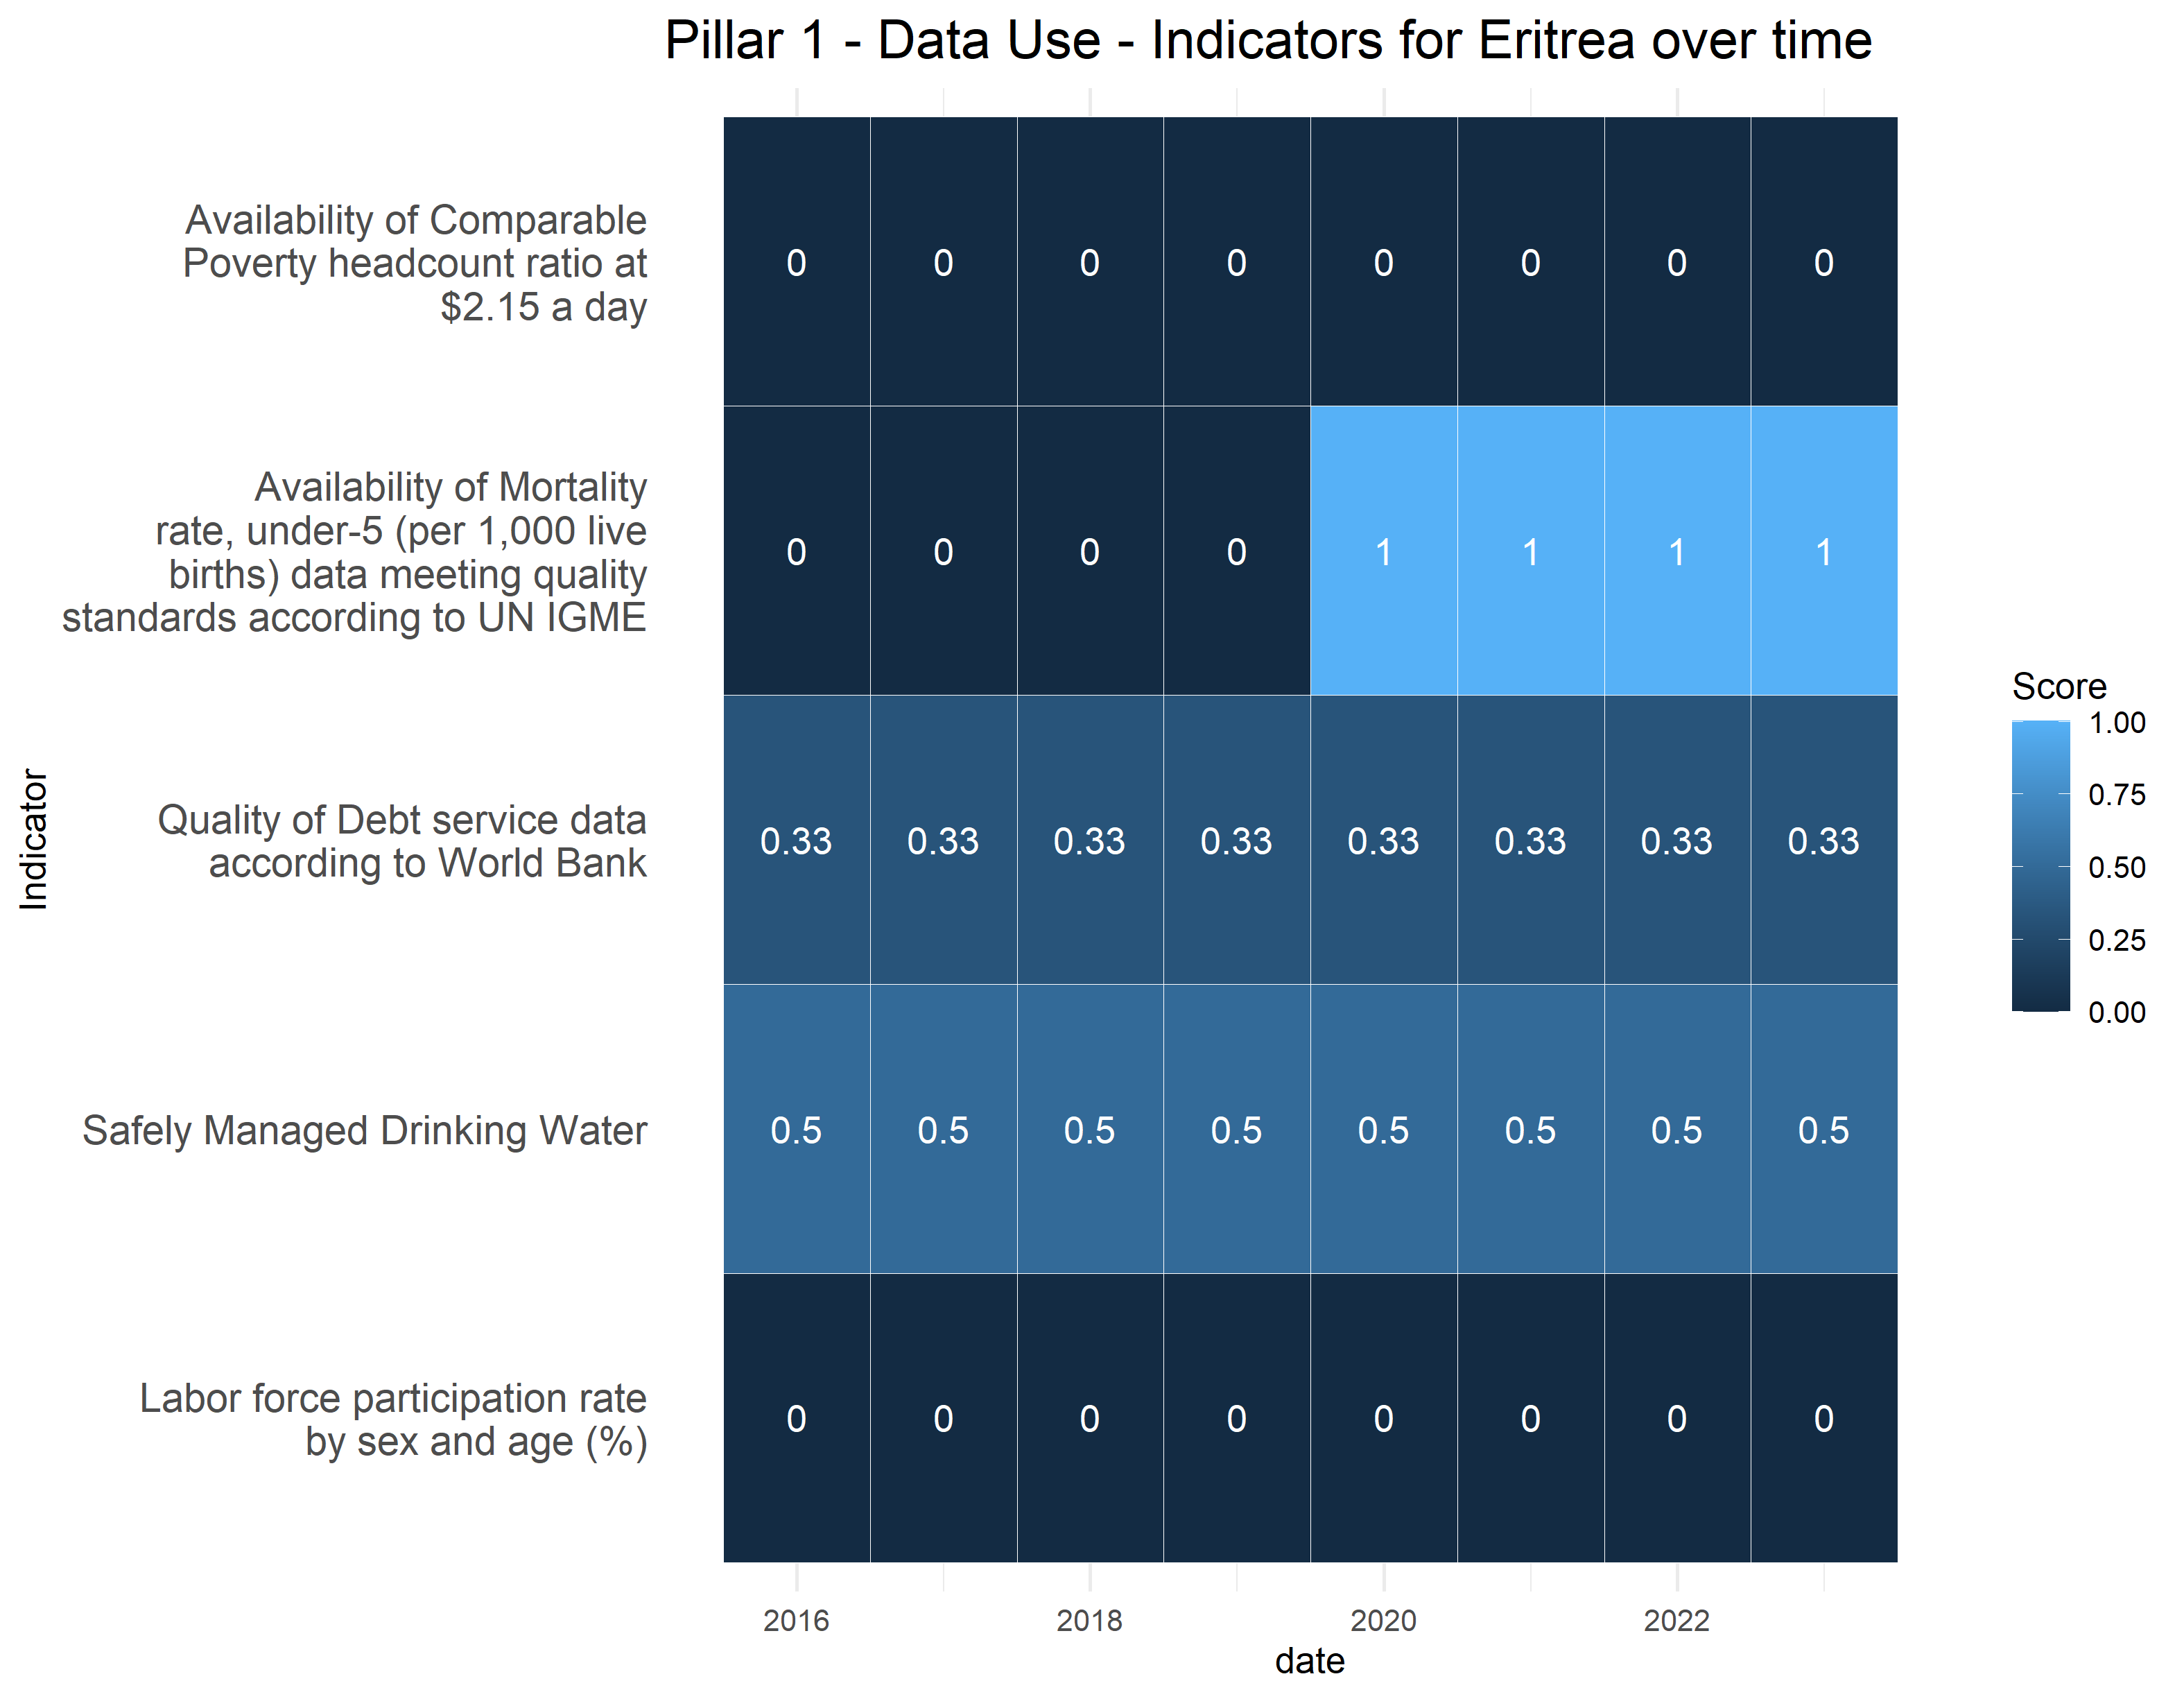 Pillar 1 - Data Use - Indicators for Eritrea over time
Indicator
Availability of Comparable
Poverty headcount ratio at
$2.15 a day
0 0 0 0 0 0 0 0
Availability of Mortality
rate, under-5 (per 1,000 live
births) data meeting quality
standards according to UN IGME
0 0 0 0 1 1 1 1
Quality of Debt service data
according to World Bank
0.33 0.33 0.33 0.33 0.33 0.33 0.33 0.33
Safely Managed Drinking Water
0.5 0.5 0.5 0.5 0.5 0.5 0.5 0.5
Labor force participation rate
by sex and age (%)
0 0 0 0 0 0 0 0
2016 2018 2020 2022
date
Score
1.00
0.75
0.50
0.25
0.00